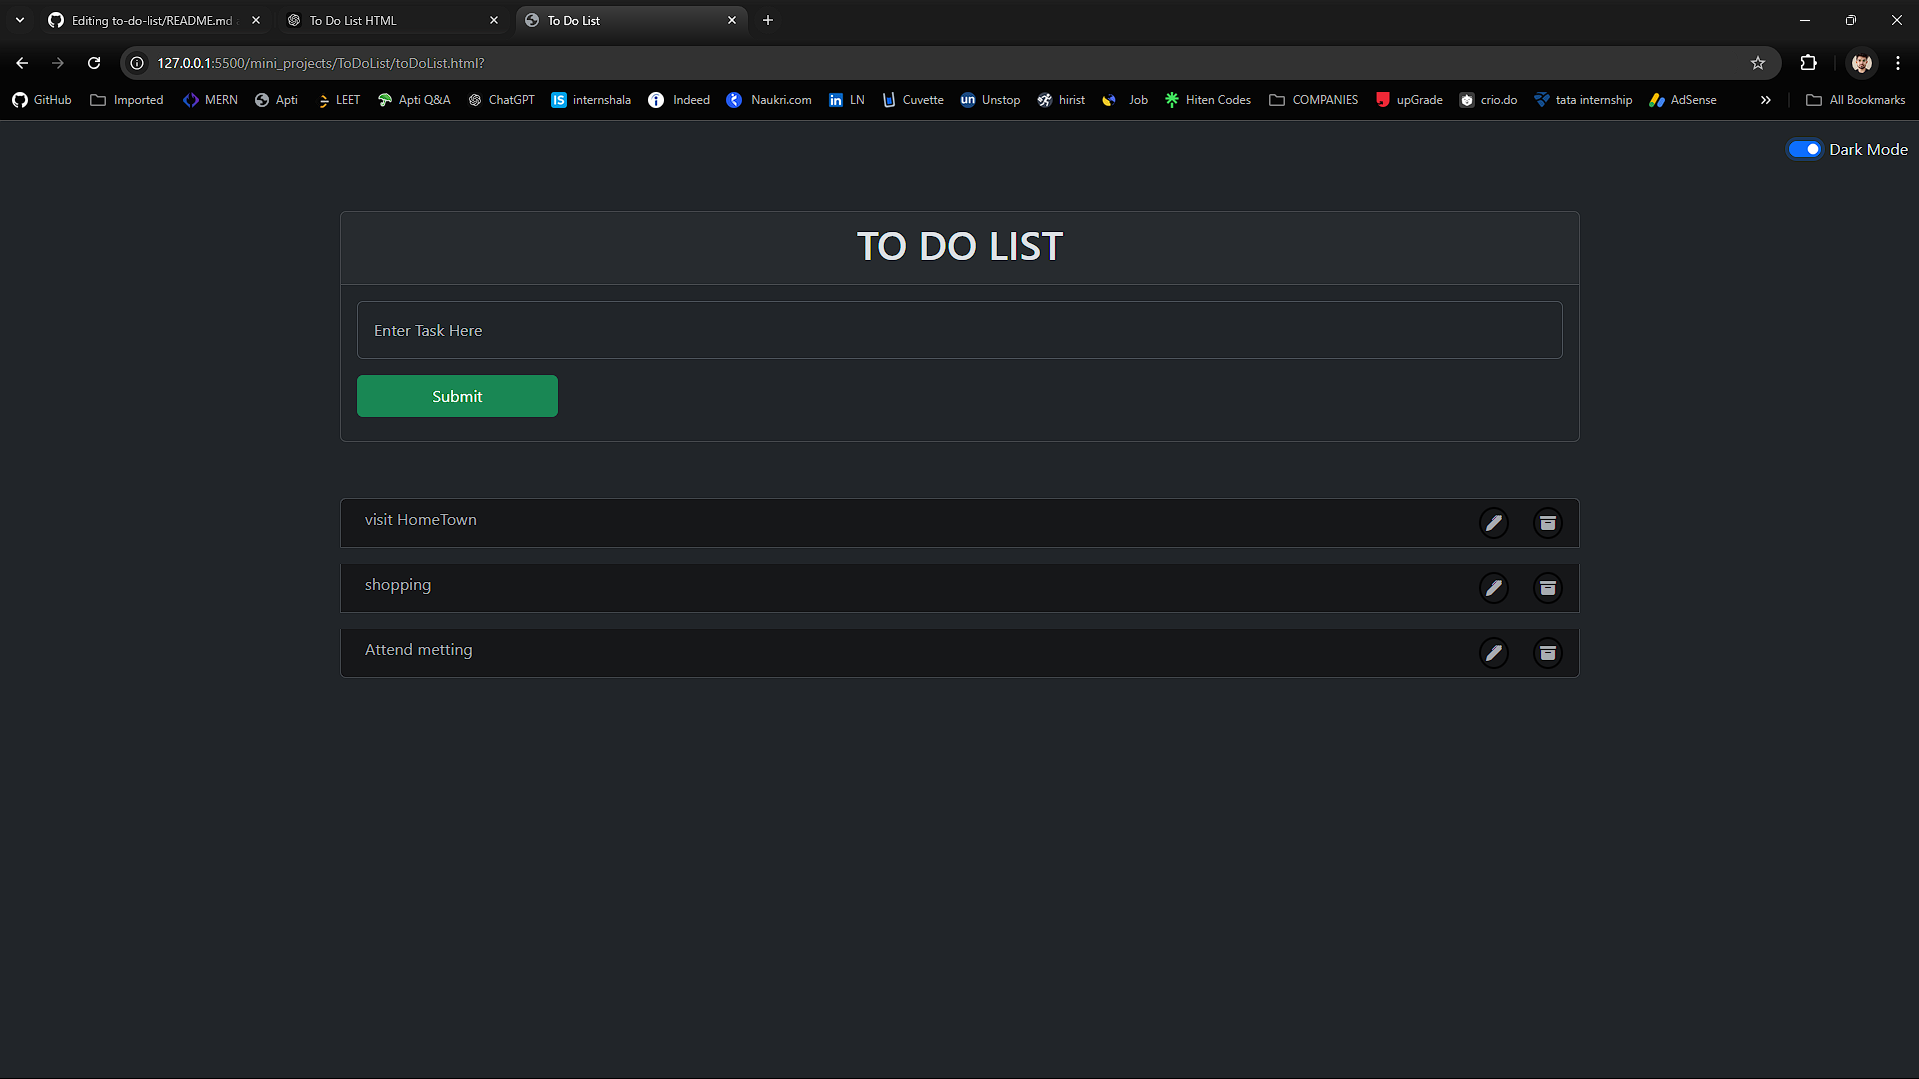 Editing to-do-list/README.md
To Do List HTML
To Do List
127.0.0.1:5500/mini_projects/ToDoList/toDoList.html?
GitHub Imported MERN Apti LEET Apti Q&A ChatGPT IS internshala Indeed Naukri.com in LN Cuvette un Unstop hirist Job Hiten Codes COMPANIES upGrade crio.do tata internship AdSense All Bookmarks
Dark Mode
TO DO LIST
Enter Task Here
Submit
visit HomeTown
shopping
Attend metting